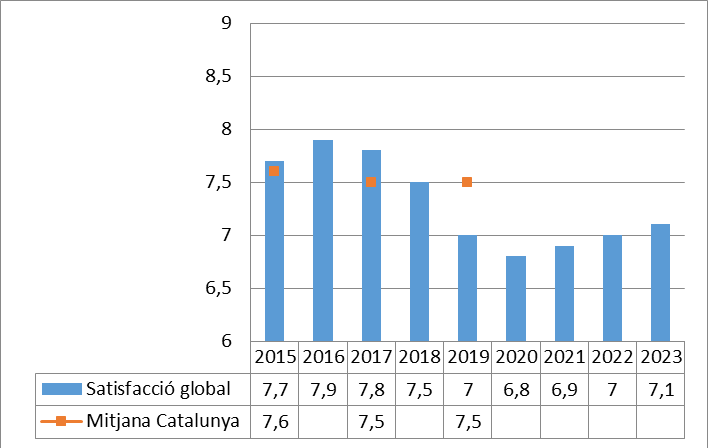 9
8,5
8
7,5
7
6,5
6
2015 2016 2017 2018 2019 2020 2021 2022 2023
Satisfacció global 7,7 7,9 7,8 7,5 7 6,8 6,9 7 7,1
Mitjana Catalunya 7,6 7,5 7,5